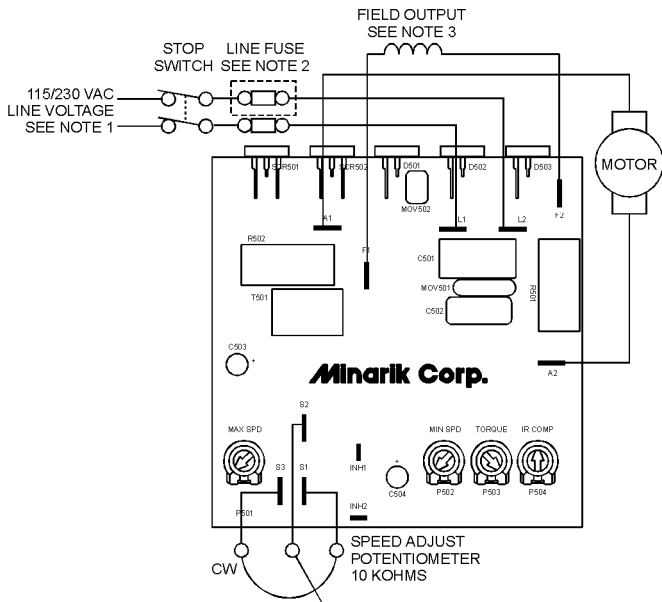 FIELD OUTPUT
SEE NOTE 3
STOP
SWITCH
LINE FUSE
SEE NOTE 2
115/230 VAC
LINE VOLTAGE
SEE NOTE 1
MOTOR
SCR501
SCR502
D501
D502
D503
MOV502
A1
L1
L2
F2
R502
F1
C501
T501
MOV501
R501
C502
C503
+
Minarik Corp.
A2
S2
MAX SPD
MIN SPD
TORQUE
IR COMP
S3
S1
INH1
+
C504
P502
P503
P504
P501
INH2
CW
SPEED ADJUST
POTENTIOMETER
10 KOHMS